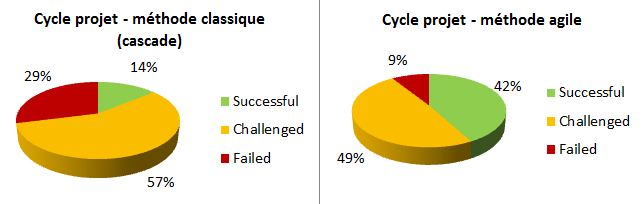 Cycle projet - méthode classique
(cascade)
29%
14%
57%
Successful
Challenged
Failed
Cycle projet - méthode agile
9%
42%
49%
Successful
Challenged
Failed